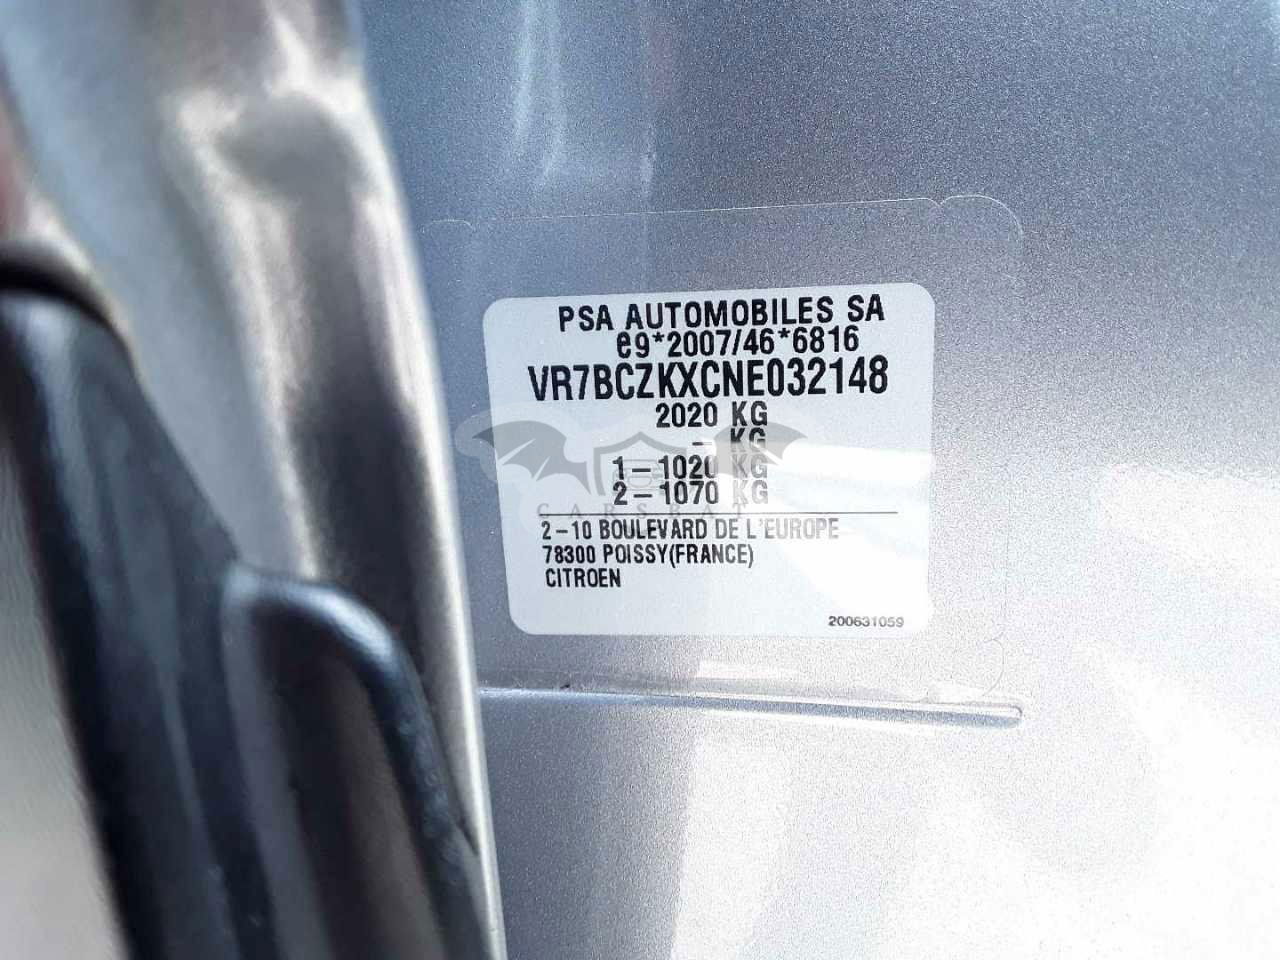 PSA AUTOMOBILES SA
e9*2007/46*6816
VR7BCZKXCNE032148
2020 KG
- KG
1-1020 KG
2-1070 KG
CARSBAT
2-10 BOULEVARD DE L'EUROPE
78300 POISSY(FRANCE)
CITROEN
200631059